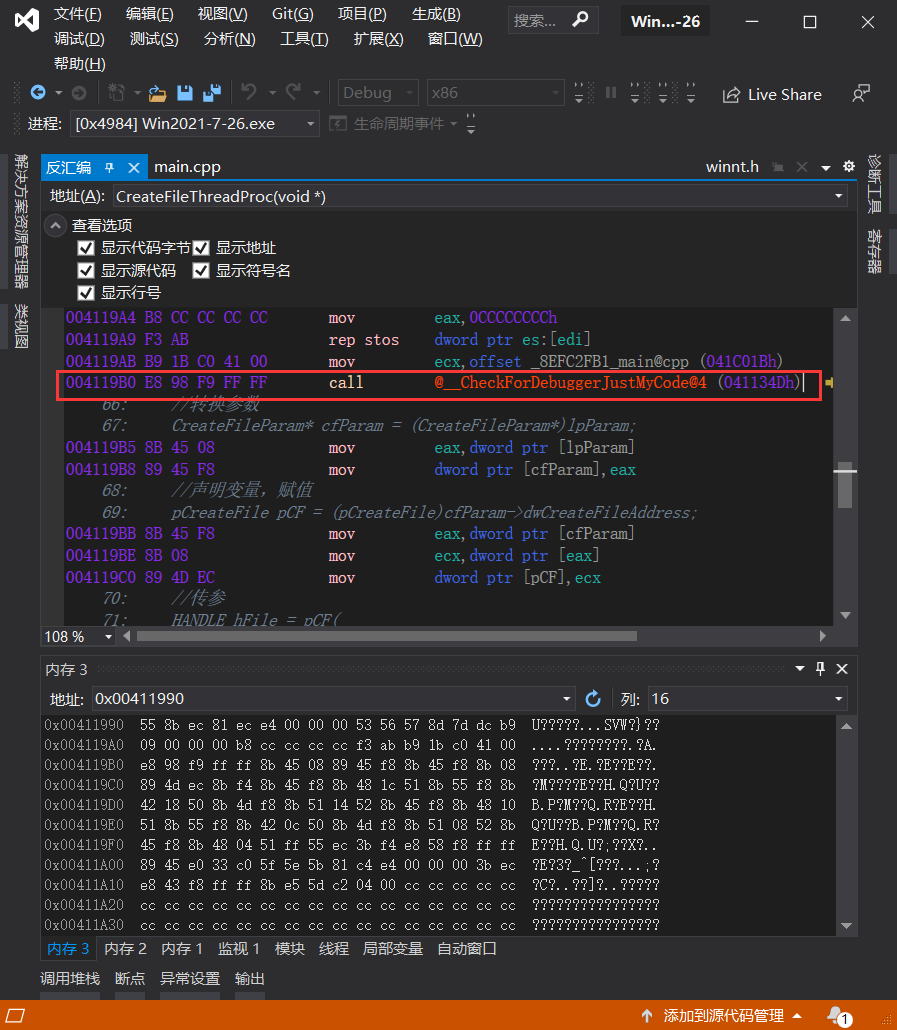 文件(F) 编辑(E) 视图(V) Git(G) 项目(P) 生成(B) 搜索... Win...-26
调试(D) 测试(S) 分析(N) 工具(T) 扩展(X) 窗口(W)
帮助(H)
Debug x86 Live Share
进程: [0x4984] Win2021-7-26.exe 生命周期事件
解决方案资源管理器
类视图
诊断工具
寄存器
反汇编 main.cpp winnt.h
地址(A): CreateFileThreadProc(void *)
查看选项
显示代码字节 显示地址
显示源代码 显示符号名
显示行号
004119A4 B8 CC CC CC CC mov eax,0CCCCCCCCh
004119A9 F3 AB rep stos dword ptr es:[edi]
004119AB B9 1B C0 41 00 mov ecx,offset _8EFC2FB1_main@cpp (041C01Bh)
004119B0 E8 98 F9 FF FF call @__CheckForDebuggerJustMyCode@4 (041134Dh)
66: //转换参数
67: CreateFileParam* cfParam = (CreateFileParam*)lpParam;
004119B5 8B 45 08 mov eax,dword ptr [lpParam]
004119B8 89 45 F8 mov dword ptr [cfParam],eax
68: //声明变量，赋值
69: pCreateFile pCF = (pCreateFile)cfParam->dwCreateFileAddress;
004119BB 8B 45 F8 mov eax,dword ptr [cfParam]
004119BE 8B 08 mov ecx,dword ptr [eax]
004119C0 89 4D EC mov dword ptr [pCF],ecx
70: //传参
71: HANDLE hFile = pCF(
108 %
内存 3
地址: 0x00411990 列: 16
0x00411990 55 8b ec 81 ec e4 00 00 00 53 56 57 8d 7d dc b9 U?????...SVW?}??
0x004119A0 09 00 00 00 b8 cc cc cc cc f3 ab b9 1b c0 41 00 ....????????.?A.
0x004119B0 e8 98 f9 ff ff 8b 45 08 89 45 f8 8b 45 f8 8b 08 ???..?E.?E??E??.
0x004119C0 89 4d ec 8b f4 8b 45 f8 8b 48 1c 51 8b 55 f8 8b ?M????E??H.Q?U??
0x004119D0 42 18 50 8b 4d f8 8b 51 14 52 8b 45 f8 8b 48 10 B.P?M??Q.R?E??H.
0x004119E0 51 8b 55 f8 8b 42 0c 50 8b 4d f8 8b 51 08 52 8b Q?U??B.P?M??Q.R?
0x004119F0 45 f8 8b 48 04 51 ff 55 ec 3b f4 e8 58 f8 ff ff E??H.Q.U?;??X?..
0x00411A00 89 45 e0 33 c0 5f 5e 5b 81 c4 e4 00 00 00 3b ec ?E?3?_^[???...;?
0x00411A10 e8 43 f8 ff ff 8b e5 5d c2 04 00 cc cc cc cc cc ?C?..??]?..?????
0x00411A20 cc cc cc cc cc cc cc cc cc cc cc cc cc cc cc cc ????????????????
0x00411A30 cc cc cc cc cc cc cc cc cc cc cc cc cc cc cc cc ????????????????
内存 3 内存 2 内存 1 监视 1 模块 线程 局部变量 自动窗口
调用堆栈 断点 异常设置 输出
添加到源代码管理 1